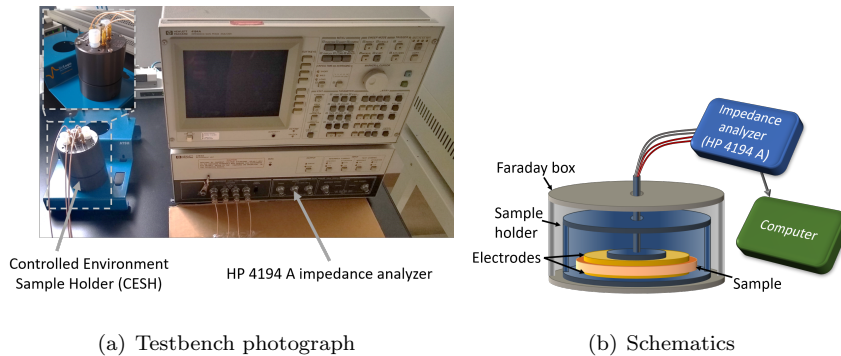 Controlled Environment
Sample Holder (CESH)
HP 4194 A impedance analyzer
(a) Testbench photograph
Impedance
analyzer
(HP 4194 A)
Faraday box
Sample
holder
Electrodes
Computer
Sample
(b) Schematics